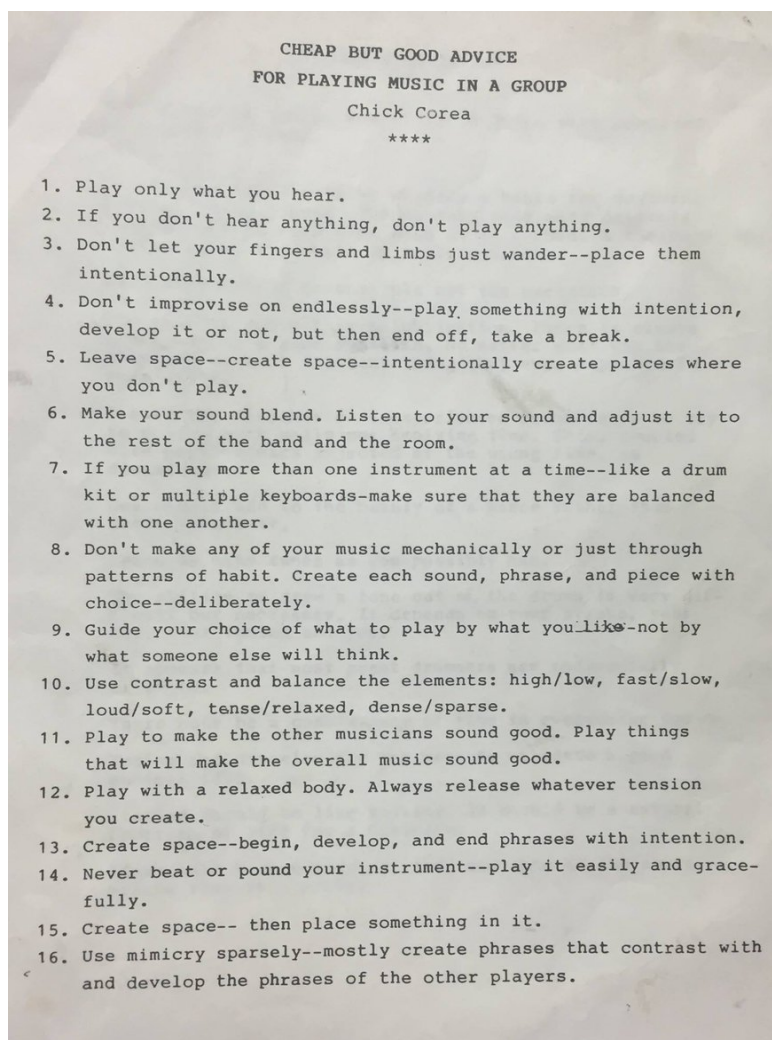 CHEAP BUT GOOD ADVICE
FOR PLAYING MUSIC IN A GROUP
Chick Corea
****
1. Play only what you hear.
2. If you don't hear anything, don't play anything.
3. Don't let your fingers and limbs just wander--place them
intentionally.
4. Don't improvise on endlessly--play something with intention,
develop it or not, but then end off, take a break.
5. Leave space--create space--intentionally create places where
you don't play.
6. Make your sound blend. Listen to your sound and adjust it to
the rest of the band and the room.
7. If you play more than one instrument at a time--like a drum
kit or multiple keyboards-make sure that they are balanced
with one another.
8. Don't make any of your music mechanically or just through
patterns of habit. Create each sound, phrase, and piece with
choice--deliberately.
9. Guide your choice of what to play by what you like-not by
what someone else will think.
10. Use contrast and balance the elements: high/low, fast/slow,
loud/soft, tense/relaxed, dense/sparse.
11. Play to make the other musicians sound good. Play things
that will make the overall music sound good.
12. Play with a relaxed body. Always release whatever tension
you create.
13. Create space--begin, develop, and end phrases with intention.
14. Never beat or pound your instrument--play it easily and grace-
fully.
15. Create space-- then place something in it.
16. Use mimicry sparsely--mostly create phrases that contrast with
and develop the phrases of the other players.